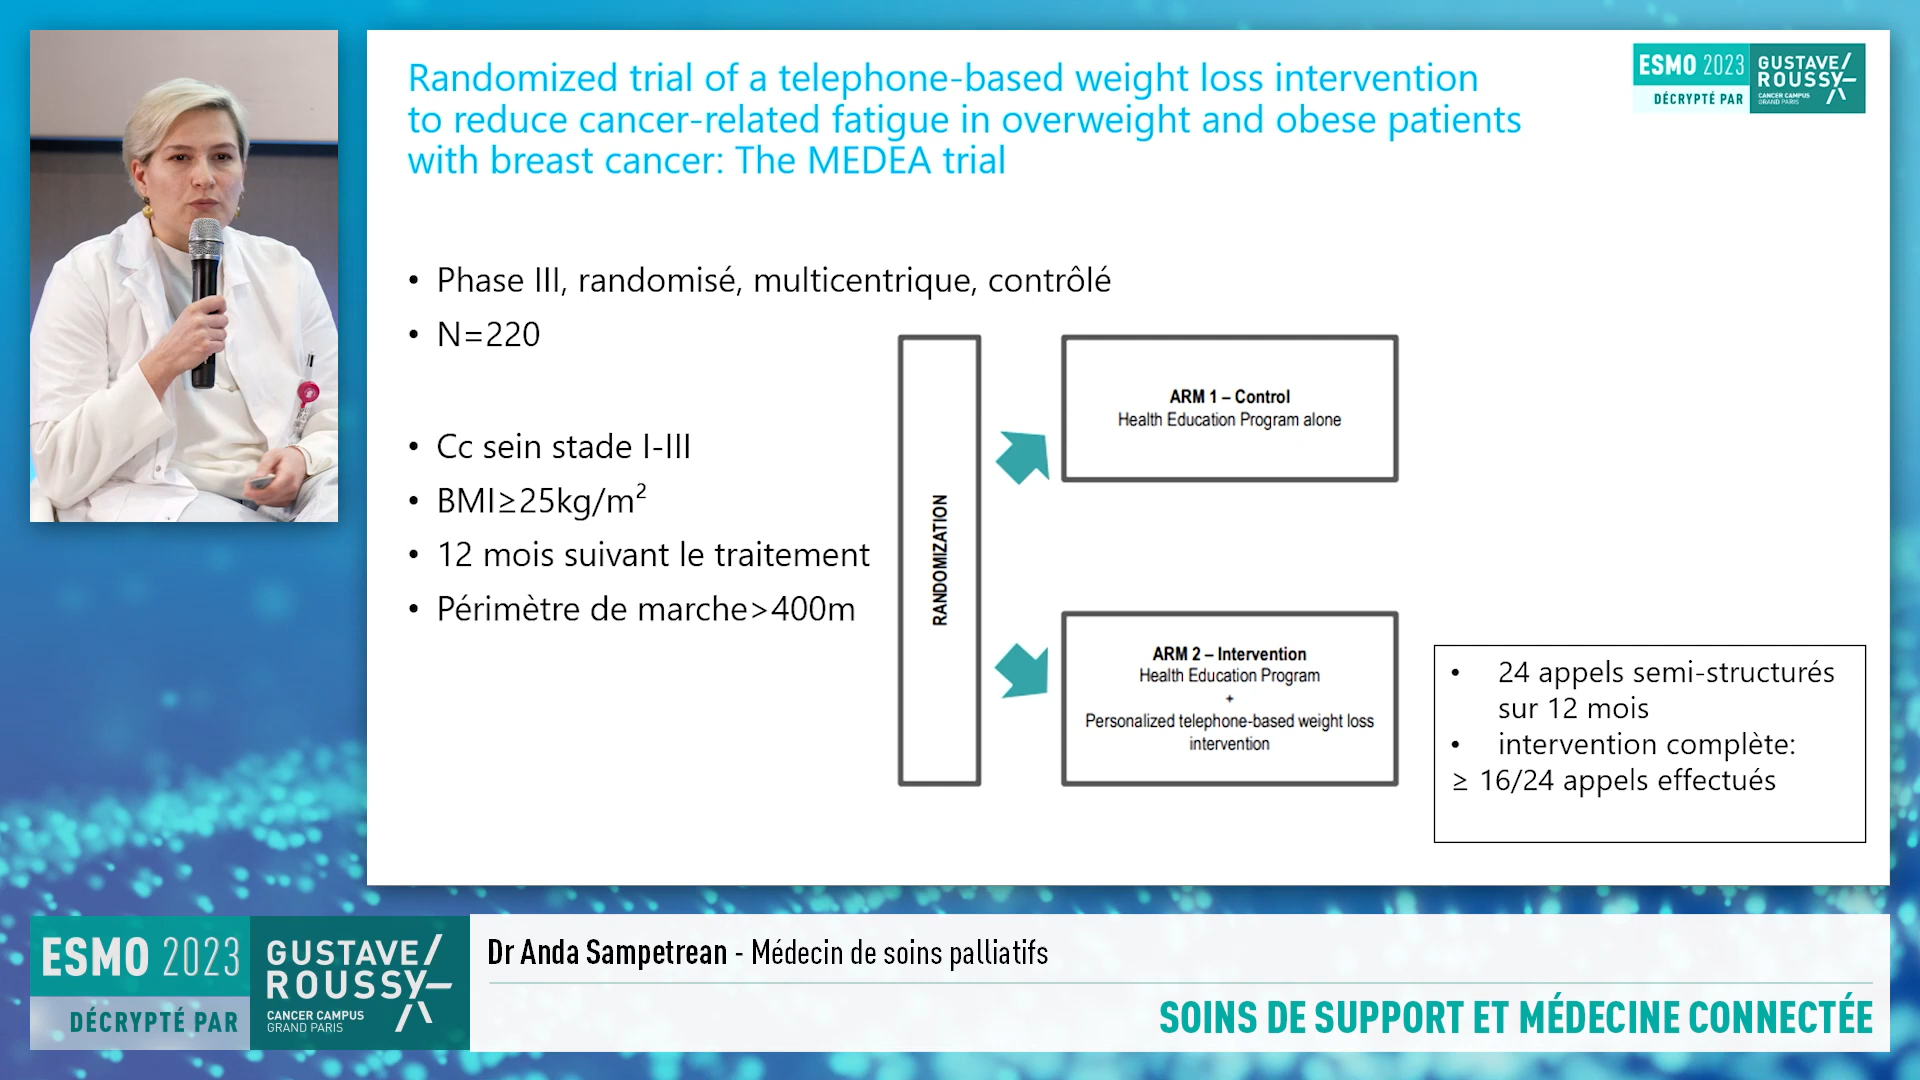 Randomized trial of a telephone-based weight loss intervention
to reduce cancer-related fatigue in overweight and obese patients
with breast cancer: The MEDEA trial
ESMO 2023
DÉCRYPTÉ PAR
GUSTAVE/
ROUSSY
CANCER CAMPUS
GRAND PARIS
• Phase III, randomisé, multicentrique, contrôlé
• N=220
• Cc sein stade I-III
• BMI≥25kg/m²
• 12 mois suivant le traitement
• Périmètre de marche>400m
RANDOMIZATION
ARM 1 – Control
Health Education Program alone
ARM 2 – Intervention
Health Education Program
+
Personalized telephone-based weight loss
intervention
• 24 appels semi-structurés
sur 12 mois
• intervention complète:
≥ 16/24 appels effectués
ESMO 2023
DÉCRYPTÉ PAR
GUSTAVE/
ROUSSY
CANCER CAMPUS
GRAND PARIS
Dr Anda Sampetrean - Médecin de soins palliatifs
SOINS DE SUPPORT ET MÉDECINE CONNECTÉE